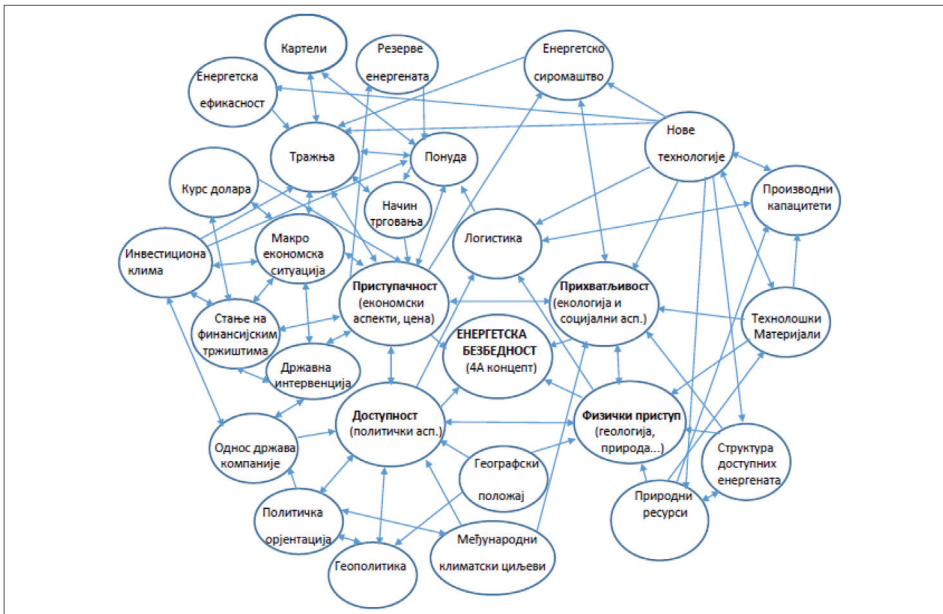 Картели
Резерве
енергената
Енергетско
сиромаштво
Енергетска
ефикасност
Нове
технологије
Тражња
Понуда
Курс долара
Начин
трговања
Производни
капацитети
Логистика
Инвестициона
клима
Макро
економска
ситуација
Приступачност
(економски
аспекти, цена)
Прихватљивост
(екологија и
социјални асп.)
Стање на
финансијским
тржиштима
ЕНЕРГЕТСКА
БЕЗБЕДНОСТ
(4А концепт)
Технолошки
Материјали
Државна
интервенција
Доступност
(политички асп.)
Физички приступ
(геологија,
природа...)
Однос држава
компаније
Географски
положај
Структура
доступних
енергената
Природни
ресурси
Политичка
орјентација
Међународни
климатски циљеви
Геополитика